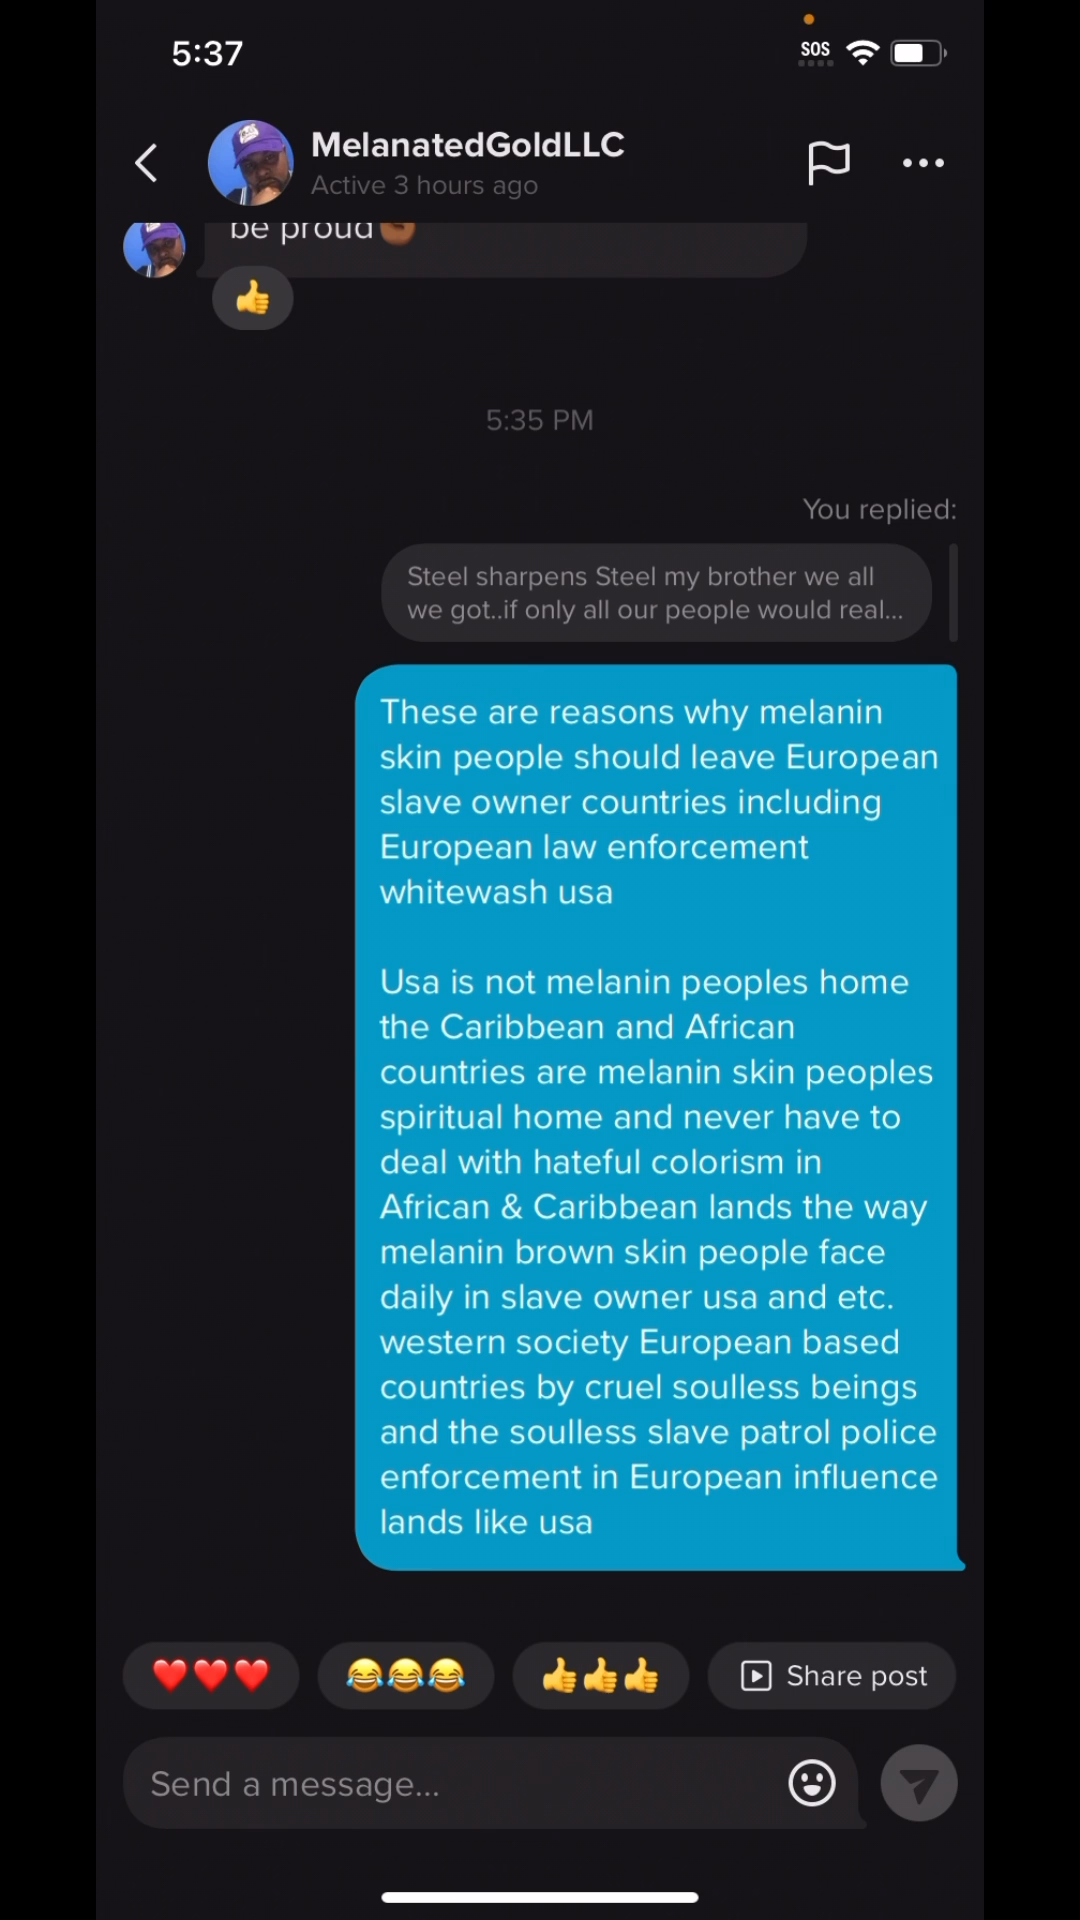 5:37
SOS
MelanatedGoldLLC
Active 3 hours ago
be proud
5:35 PM
You replied:
Steel sharpens Steel my brother we all
we got..if only all our people would real...
These are reasons why melanin
skin people should leave European
slave owner countries including
European law enforcement
whitewash usa
Usa is not melanin peoples home
the Caribbean and African
countries are melanin skin peoples
spiritual home and never have to
deal with hateful colorism in
African & Caribbean lands the way
melanin brown skin people face
daily in slave owner usa and etc.
western society European based
countries by cruel soulless beings
and the soulless slave patrol police
enforcement in European influence
lands like usa
Share post
Send a message...